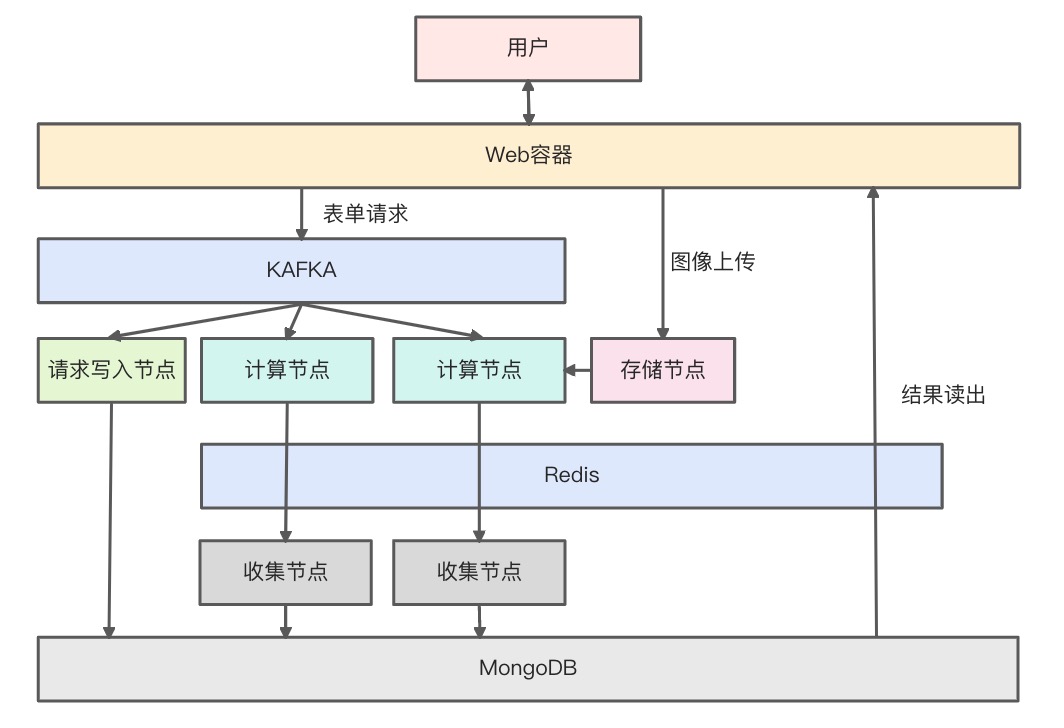 用户
Web容器
表单请求
KAFKA
图像上传
请求写入节点
计算节点
计算节点
存储节点
结果读出
Redis
收集节点
收集节点
MongoDB